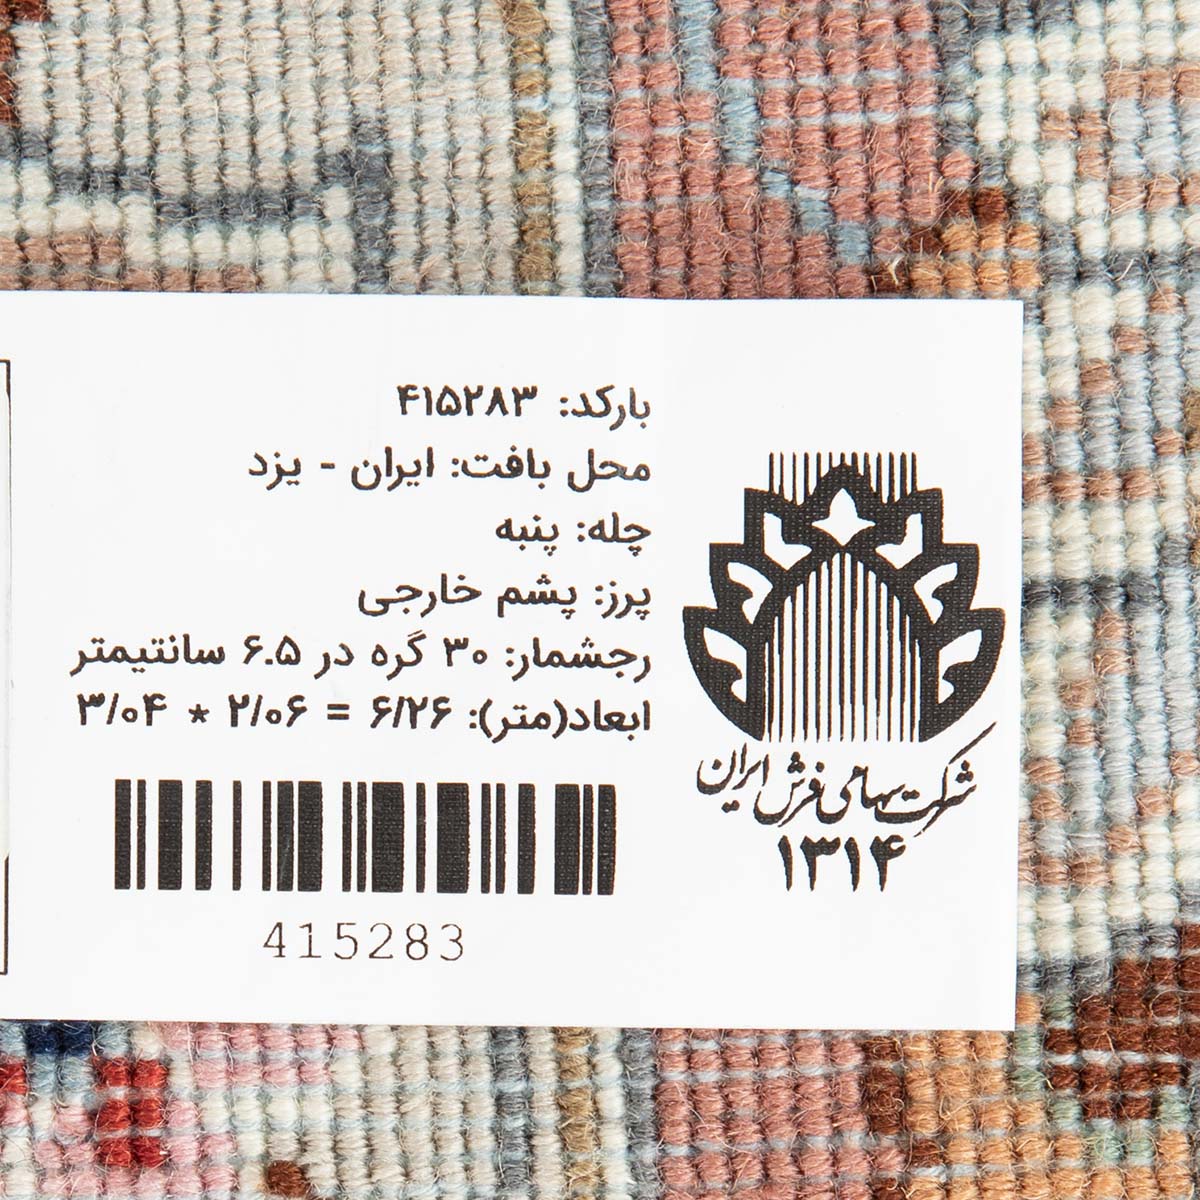 بارکد: ۴۱۵۲۸۳
محل بافت: ایران - یزد
چله: پنبه
پرز: پشم خارجی
رجشمار: ۳۰ گره در ۶.۵ سانتیمتر
ابعاد(متر): ۶/۲۶ = ۲/۰۶ * ۳/۰۴
415283
شرکت سهامی فرش ایران
۱۳۱۴